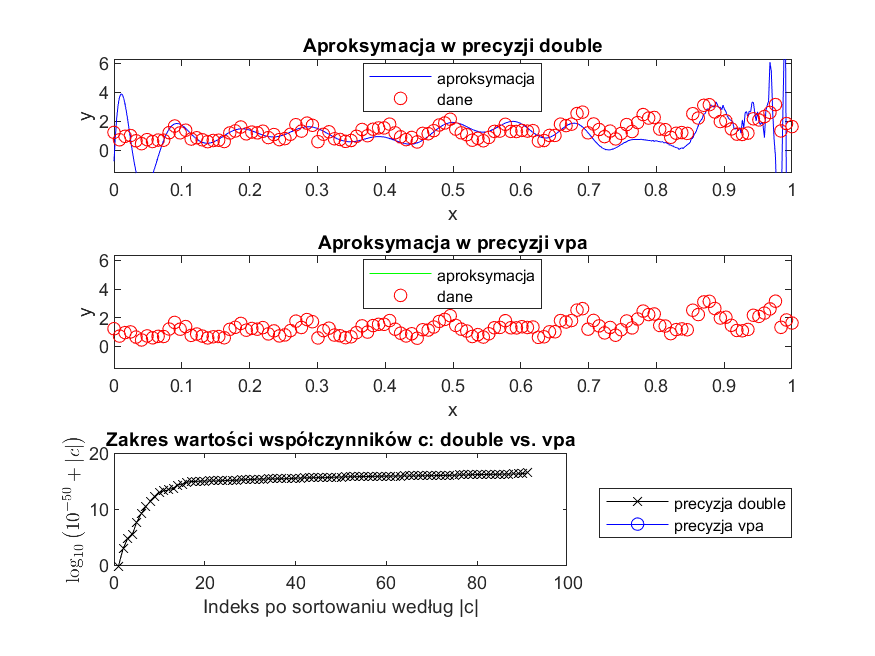 Aproksymacja w precyzji double
6
4
2
0
y
aproksymacja
dane
0 0.1 0.2 0.3 0.4 0.5 0.6 0.7 0.8 0.9 1
x
Aproksymacja w precyzji vpa
6
4
2
0
y
aproksymacja
dane
0 0.1 0.2 0.3 0.4 0.5 0.6 0.7 0.8 0.9 1
x
Zakres wartości współczynników c: double vs. vpa
20
10
0
log₁₀ (10⁻⁵⁰ + |c|)
0 20 40 60 80 100
Indeks po sortowaniu według |c|
precyzja double
precyzja vpa